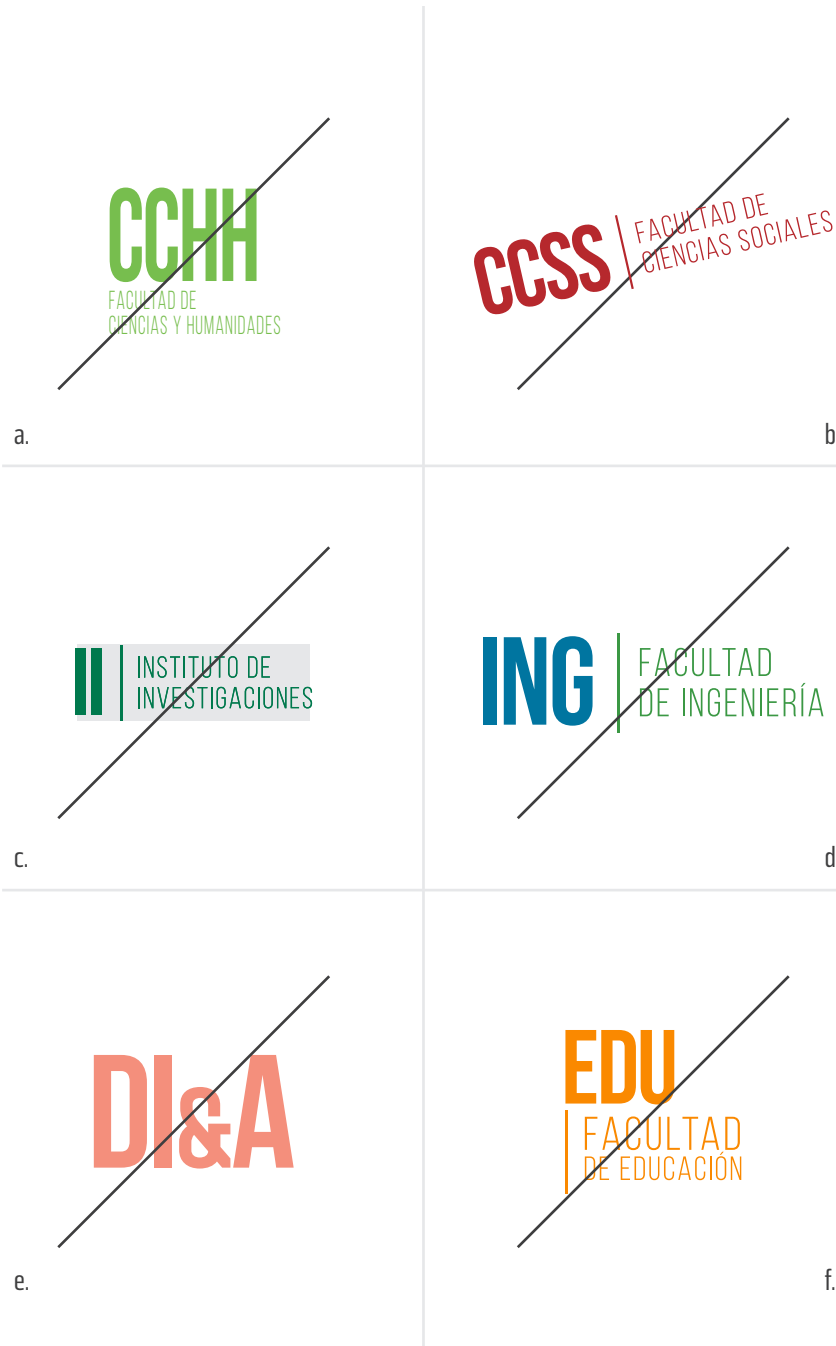 CCHH
FACULTAD DE
CIENCIAS Y HUMANIDADES
a.
CCSS
FACULTAD DE
CIENCIAS SOCIALES
b
II
INSTITUTO DE
INVESTIGACIONES
c.
ING
FACULTAD
DE INGENIERÍA
d
DI&A
e.
EDU
FACULTAD
DE EDUCACIÓN
f.